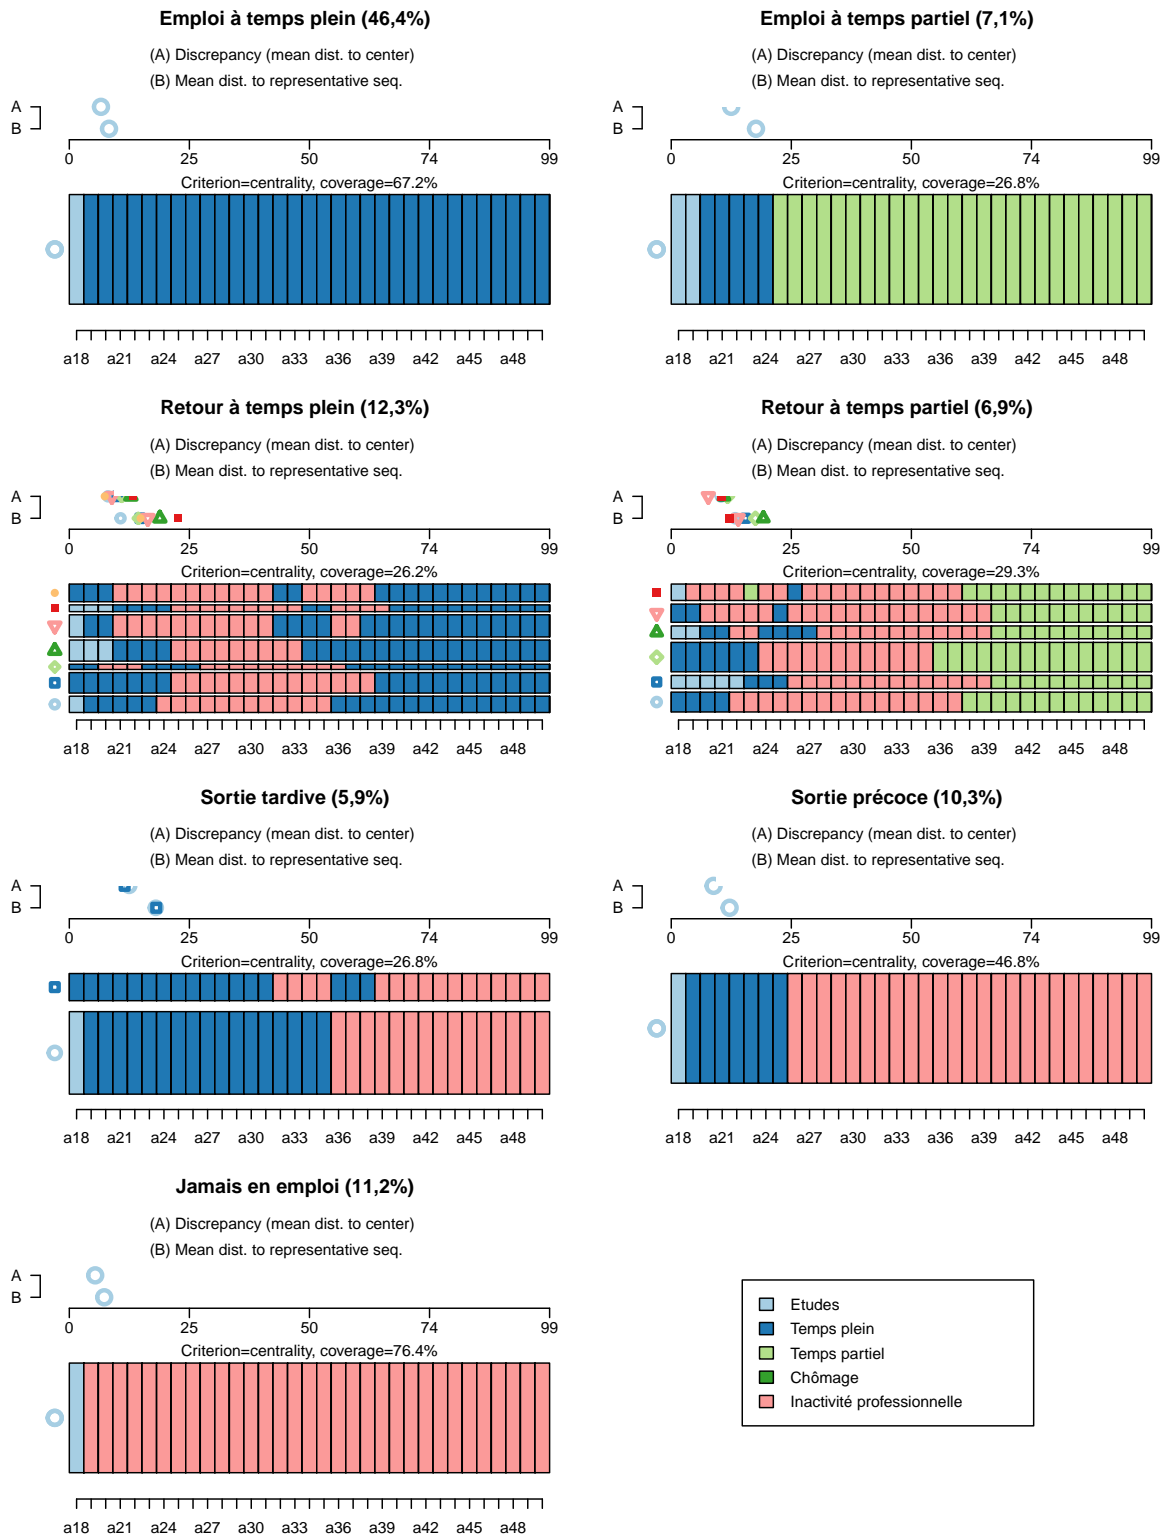 Emploi à temps plein (46,4%)
(A) Discrepancy (mean dist. to center)
(B) Mean dist. to representative seq.
A
B
0 25 50 74 99
Criterion=centrality, coverage=67.2%
a18 a21 a24 a27 a30 a33 a36 a39 a42 a45 a48
Emploi à temps partiel (7,1%)
(A) Discrepancy (mean dist. to center)
(B) Mean dist. to representative seq.
A
B
0 25 50 74 99
Criterion=centrality, coverage=26.8%
a18 a21 a24 a27 a30 a33 a36 a39 a42 a45 a48
Retour à temps plein (12,3%)
(A) Discrepancy (mean dist. to center)
(B) Mean dist. to representative seq.
A
B
0 25 50 74 99
Criterion=centrality, coverage=26.2%
a18 a21 a24 a27 a30 a33 a36 a39 a42 a45 a48
Retour à temps partiel (6,9%)
(A) Discrepancy (mean dist. to center)
(B) Mean dist. to representative seq.
A
B
0 25 50 74 99
Criterion=centrality, coverage=29.3%
a18 a21 a24 a27 a30 a33 a36 a39 a42 a45 a48
Sortie tardive (5,9%)
(A) Discrepancy (mean dist. to center)
(B) Mean dist. to representative seq.
A
B
0 25 50 74 99
Criterion=centrality, coverage=26.8%
a18 a21 a24 a27 a30 a33 a36 a39 a42 a45 a48
Sortie précoce (10,3%)
(A) Discrepancy (mean dist. to center)
(B) Mean dist. to representative seq.
A
B
0 25 50 74 99
Criterion=centrality, coverage=46.8%
a18 a21 a24 a27 a30 a33 a36 a39 a42 a45 a48
Jamais en emploi (11,2%)
(A) Discrepancy (mean dist. to center)
(B) Mean dist. to representative seq.
A
B
0 25 50 74 99
Criterion=centrality, coverage=76.4%
a18 a21 a24 a27 a30 a33 a36 a39 a42 a45 a48
Etudes
Temps plein
Temps partiel
Chômage
Inactivité professionnelle